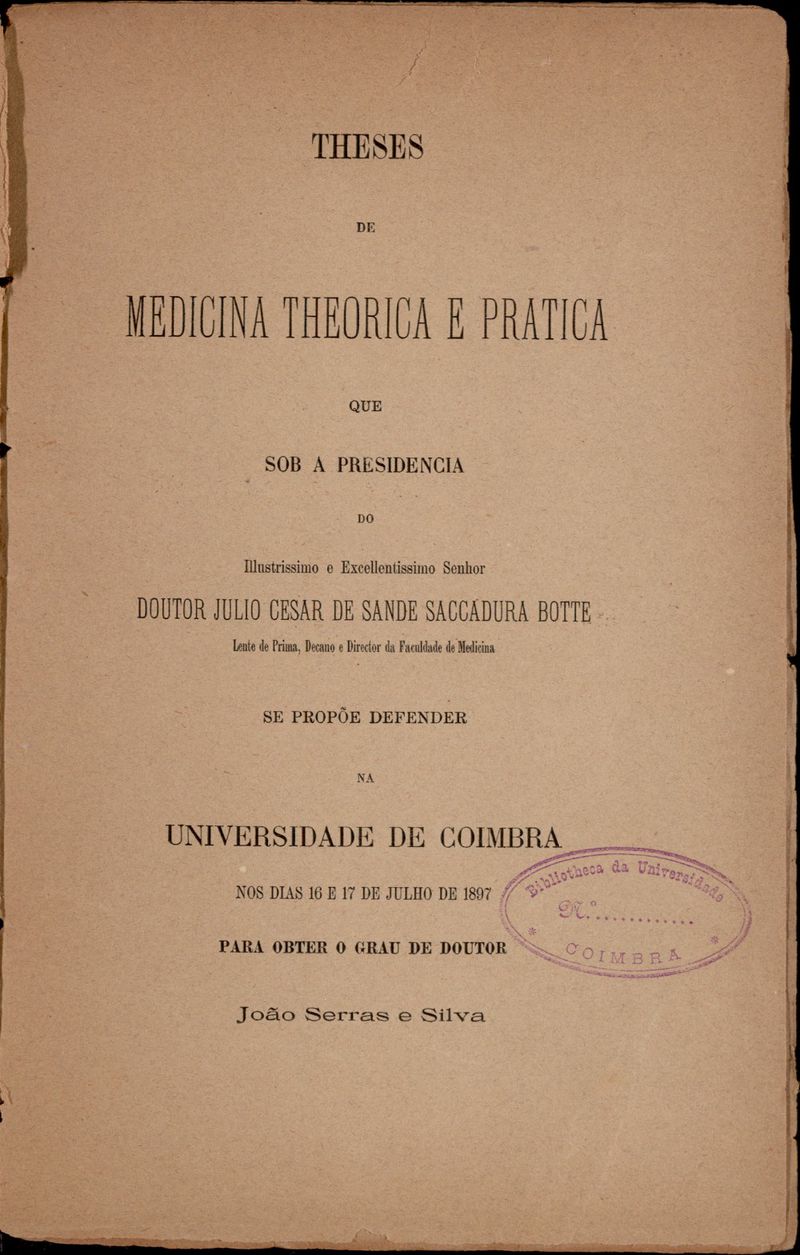 THESES
DE
MEDICINA THEORICA E PRATICA
QUE
SOB A PRESIDENCIA
DO
Illustrissimo e Excellentissimo Senhor
DOUTOR JULIO CESAR DE SANDE SACCADURA BOTTE
Lente de Prima, Decano e Director da Faculdade de Medicina
SE PROPÕE DEFENDER
NA
UNIVERSIDADE DE COIMBRA
NOS DIAS 16 E 17 DE JULHO DE 1897
PARA OBTER O GRAU DE DOUTOR
João Serras e Silva
Bibliotheca da Universidade
N.º............
* COIMBRA *